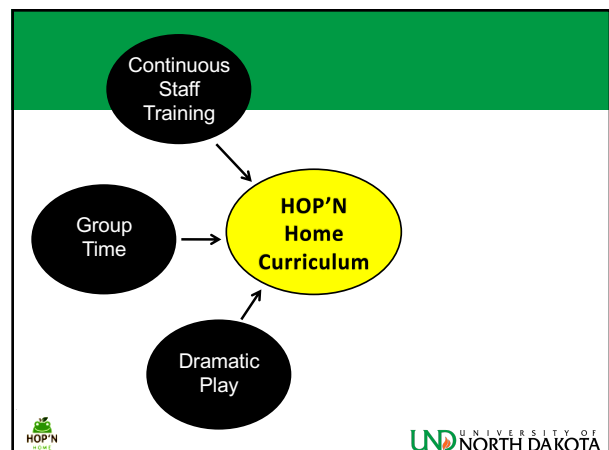 Continuous
Staff
Training
HOP'N
Home
Curriculum
Group
Time
Dramatic
Play
HOP'N
HOME
UND UNIVERSITY OF
NORTH DAKOTA